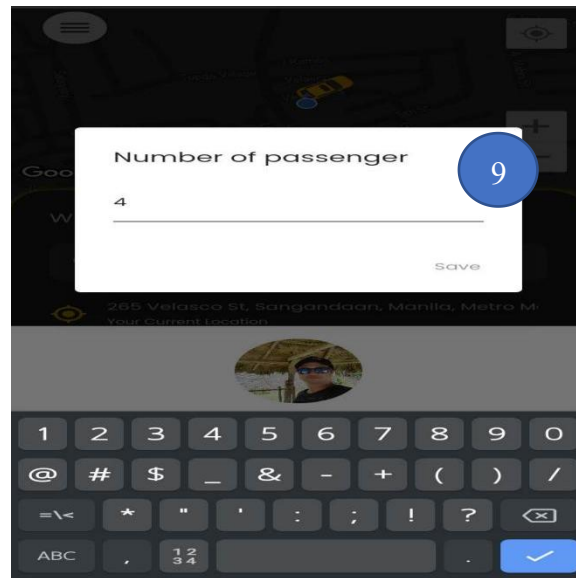 Goo
Number of passenger
9
4
W
Save
265 Velasco St, Sangandaan, Manila, Metro M
Your Current Location
1 2 3 4 5 6 7 8 9 0
@ # $ _ & - + ( ) /
=\< * " ' : ; ! ?
ABC , 12 .
34